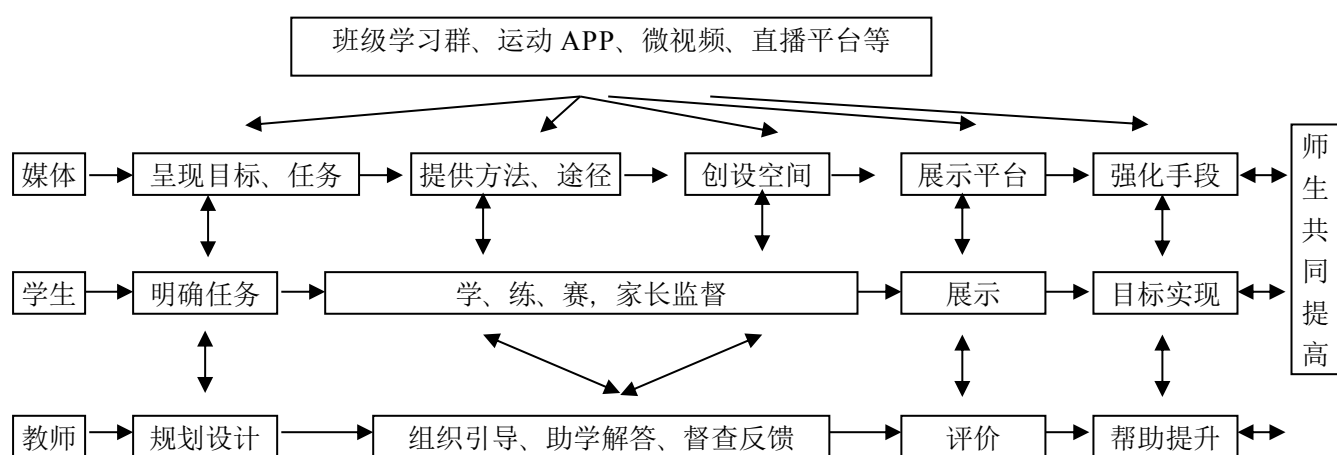 班级学习群、运动 APP、微视频、直播平台等
媒体 呈现目标、任务 提供方法、途径 创设空间 展示平台 强化手段
学生 明确任务 学、练、赛，家长监督 展示 目标实现
教师 规划设计 组织引导、助学解答、督查反馈 评价 帮助提升
师
生
共
同
提
高